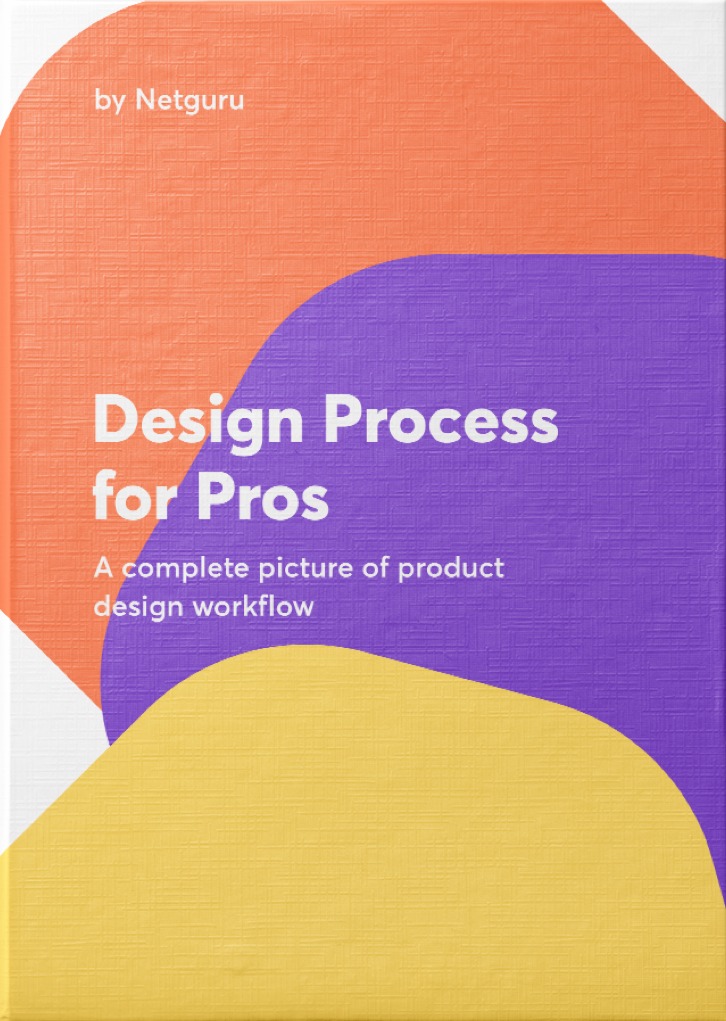 by Netguru
Design Process
for Pros
A complete picture of product
design workflow